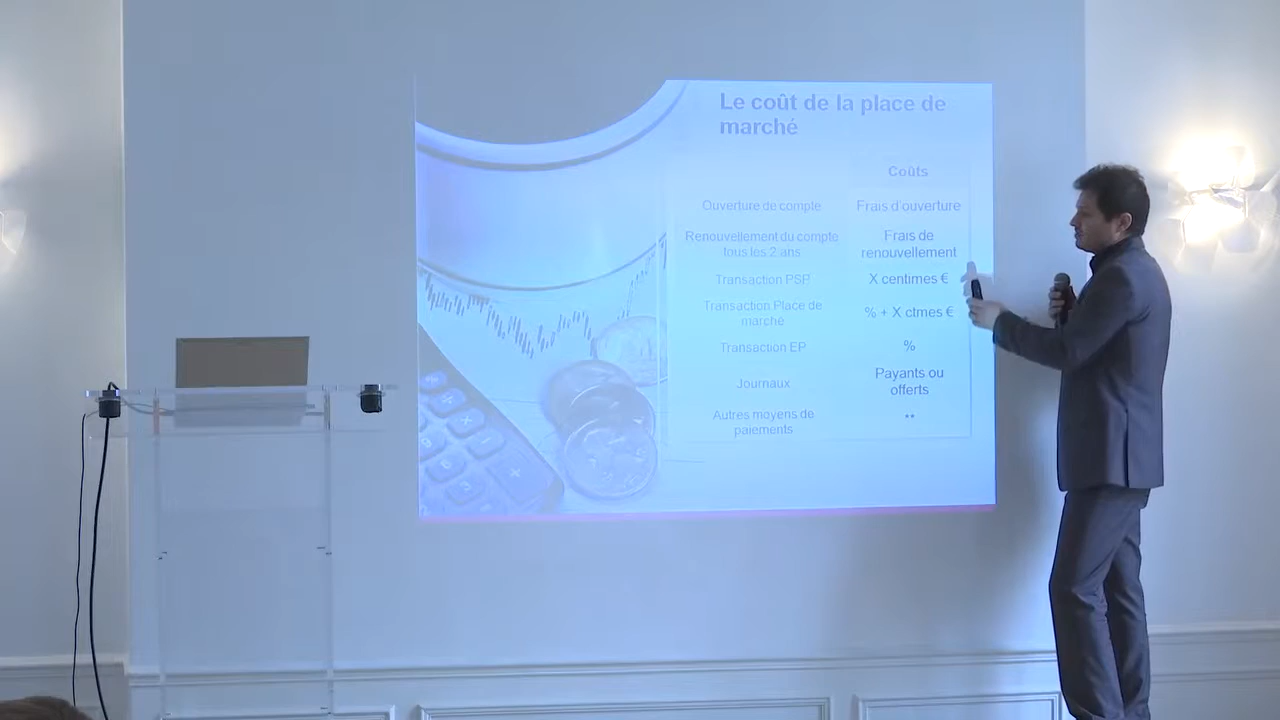 Le coût de la place de
marché
Coûts
Ouverture de compte
Frais d'ouverture
Renouvellement du compte
tous les 2 ans
Frais de
renouvellement
Transaction PSP
X centimes €
Transaction Place de
marché
% + X ctmes €
Transaction EP
%
Journaux
Payants ou
offerts
Autres moyens de
paiements
**